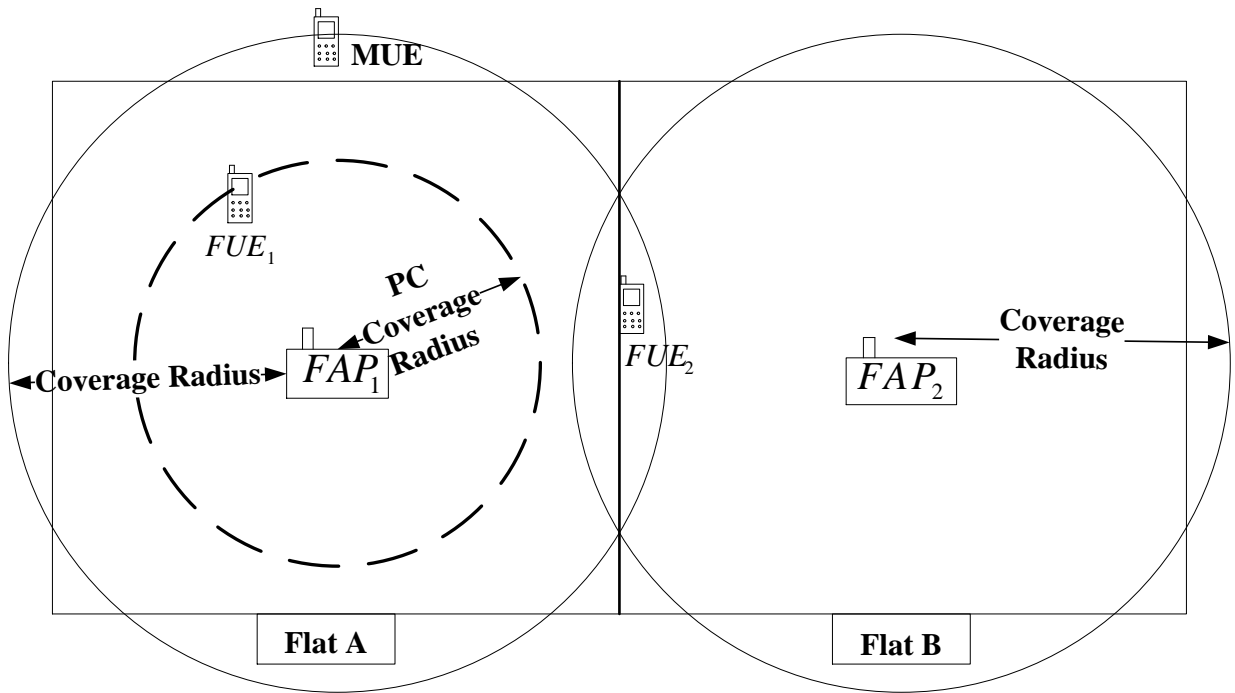 MUE
FUE₁
PC
Coverage
Radius
Coverage Radius
FAP₁
FUE₂
FAP₂
Coverage
Radius
Flat A
Flat B